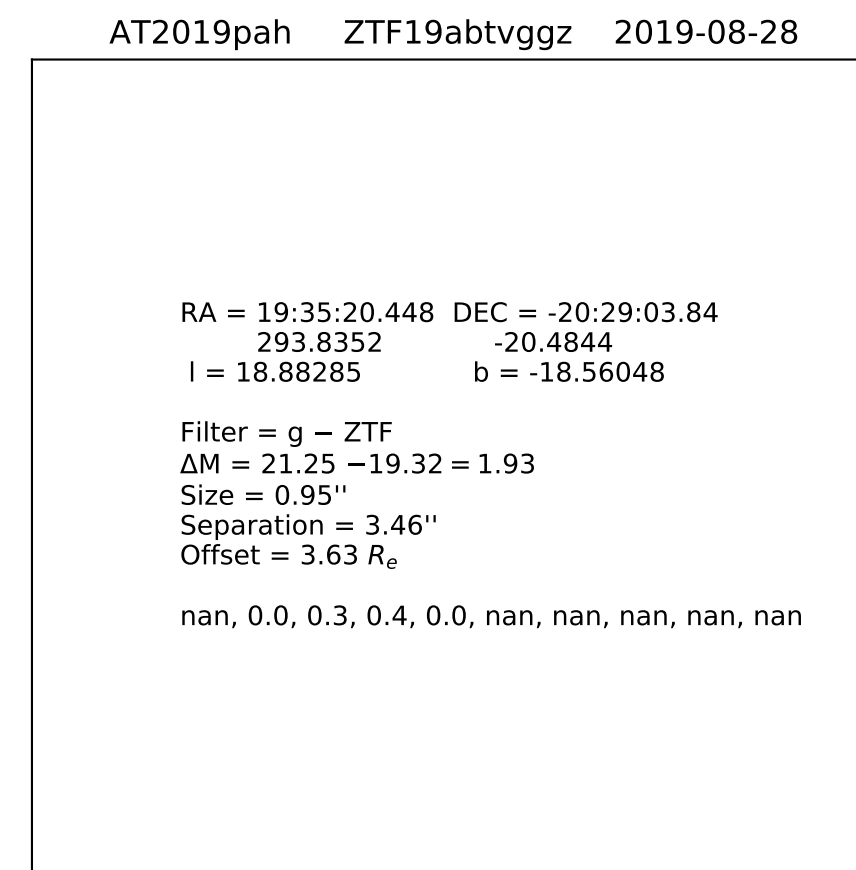 AT2019pah ZTF19abtvggz 2019-08-28
RA = 19:35:20.448 DEC = -20:29:03.84
293.8352 -20.4844
l = 18.88285 b = -18.56048
Filter = g − ZTF
ΔM = 21.25 −19.32 = 1.93
Size = 0.95''
Separation = 3.46''
Offset = 3.63 Rₑ
nan, 0.0, 0.3, 0.4, 0.0, nan, nan, nan, nan, nan